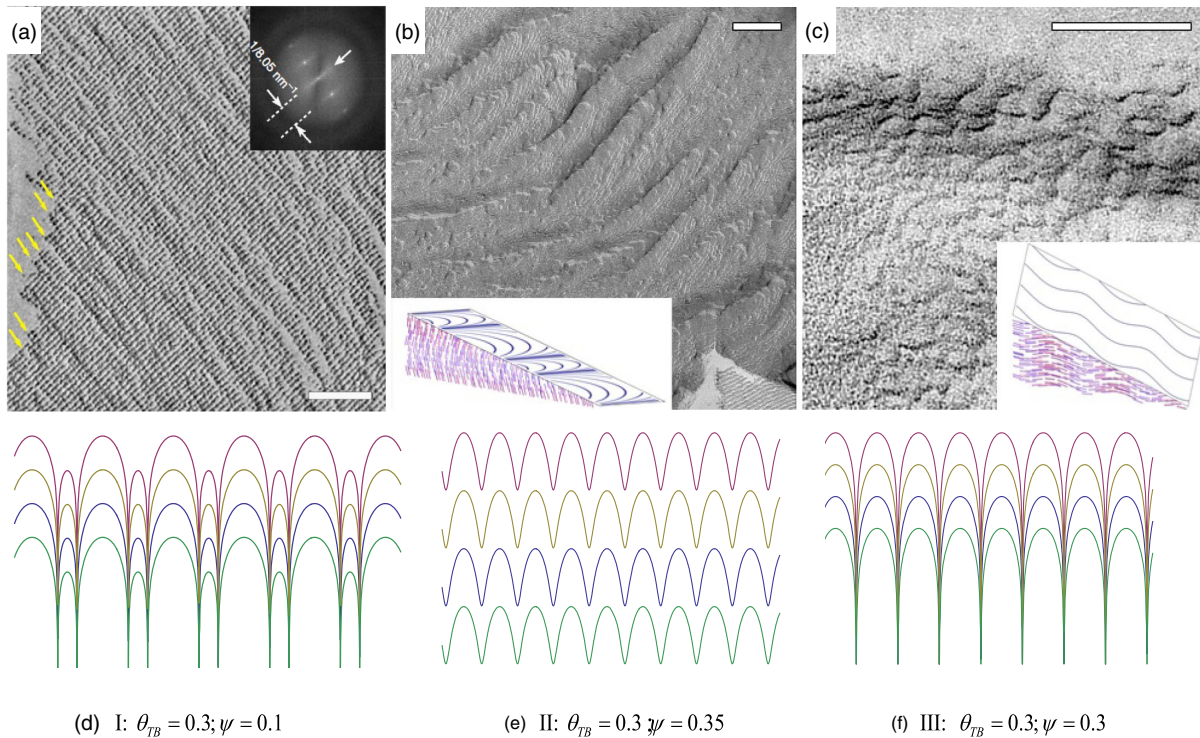 (a)
1/8.05 nm⁻¹
(b)
(c)
(d) I: θ_TB = 0.3; ψ = 0.1
(e) II: θ_TB = 0.3 ;ψ = 0.35
(f) III: θ_TB = 0.3; ψ = 0.3